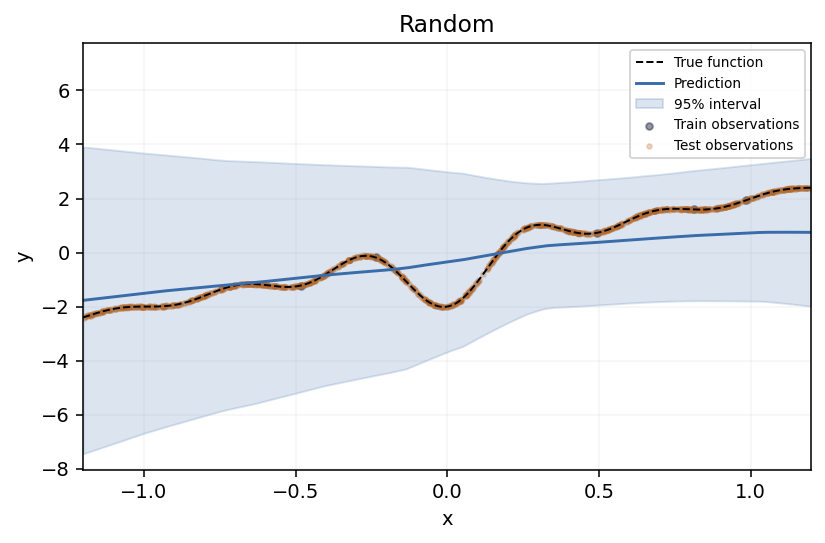 Random
True function
Prediction
95% interval
Train observations
Test observations
6
4
2
0
−2
−4
−6
−8
y
−1.0 −0.5 0.0 0.5 1.0
x